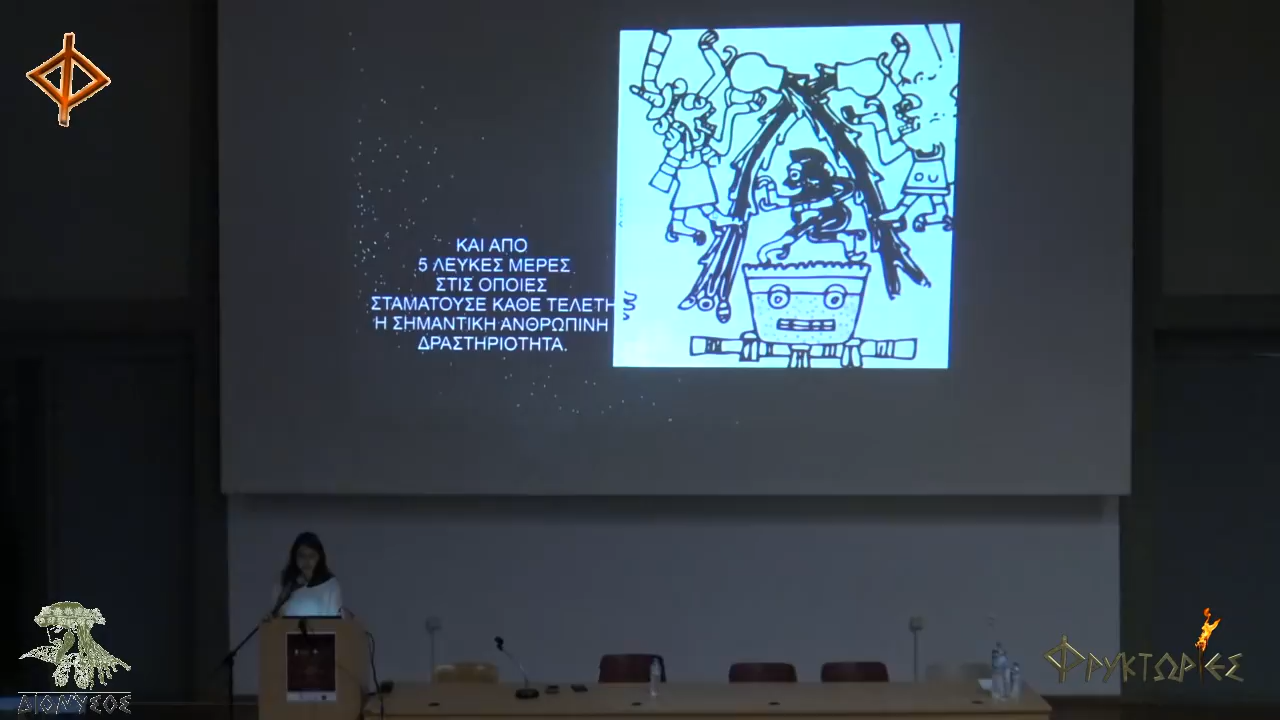 ΚΑΙ ΑΠΟ
5 ΛΕΥΚΕΣ ΜΕΡΕΣ
ΣΤΙΣ ΟΠΟΙΕΣ
ΣΤΑΜΑΤΟΥΣΕ ΚΑΘΕ ΤΕΛΕΤΗ
Η ΣΗΜΑΝΤΙΚΗ ΑΝΘΡΩΠΙΝΗ
ΔΡΑΣΤΗΡΙΟΤΗΤΑ.
ΔΙΟΝΥΣΟΣ
ΦΡΥΚΤΩΡΙΕΣ